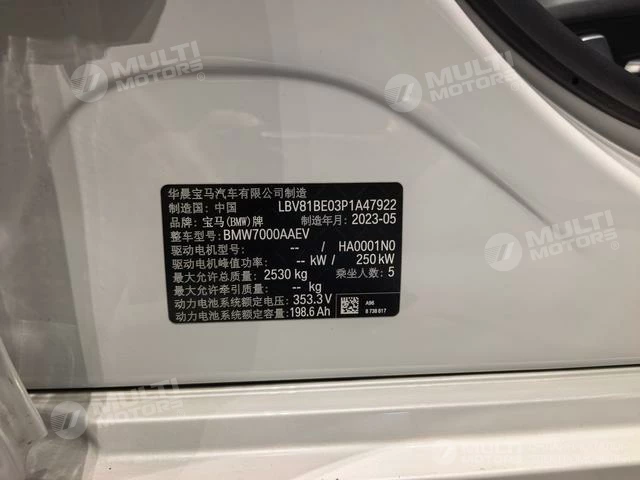 MULTI MOTORS®
MULTI MOTORS
华晨宝马汽车有限公司制造
制造国: 中国 LBV81BE03P1A47922
品牌: 宝马(BMW)牌 制造年月: 2023-05
整车型号: BMW7000AAEV
驱动电机型号: -- / HA0001N0
驱动电机峰值功率: -- kW / 250 kW
最大允许总质量: 2530 kg 乘坐人数: 5
最大允许牵引质量: -- kg
动力电池系统额定电压: 353.3 V
动力电池系统额定容量: 198.6 Ah
A96
8 738 817
MULTI MOTORS
MULTI MOTORS
MULTI MOTORS